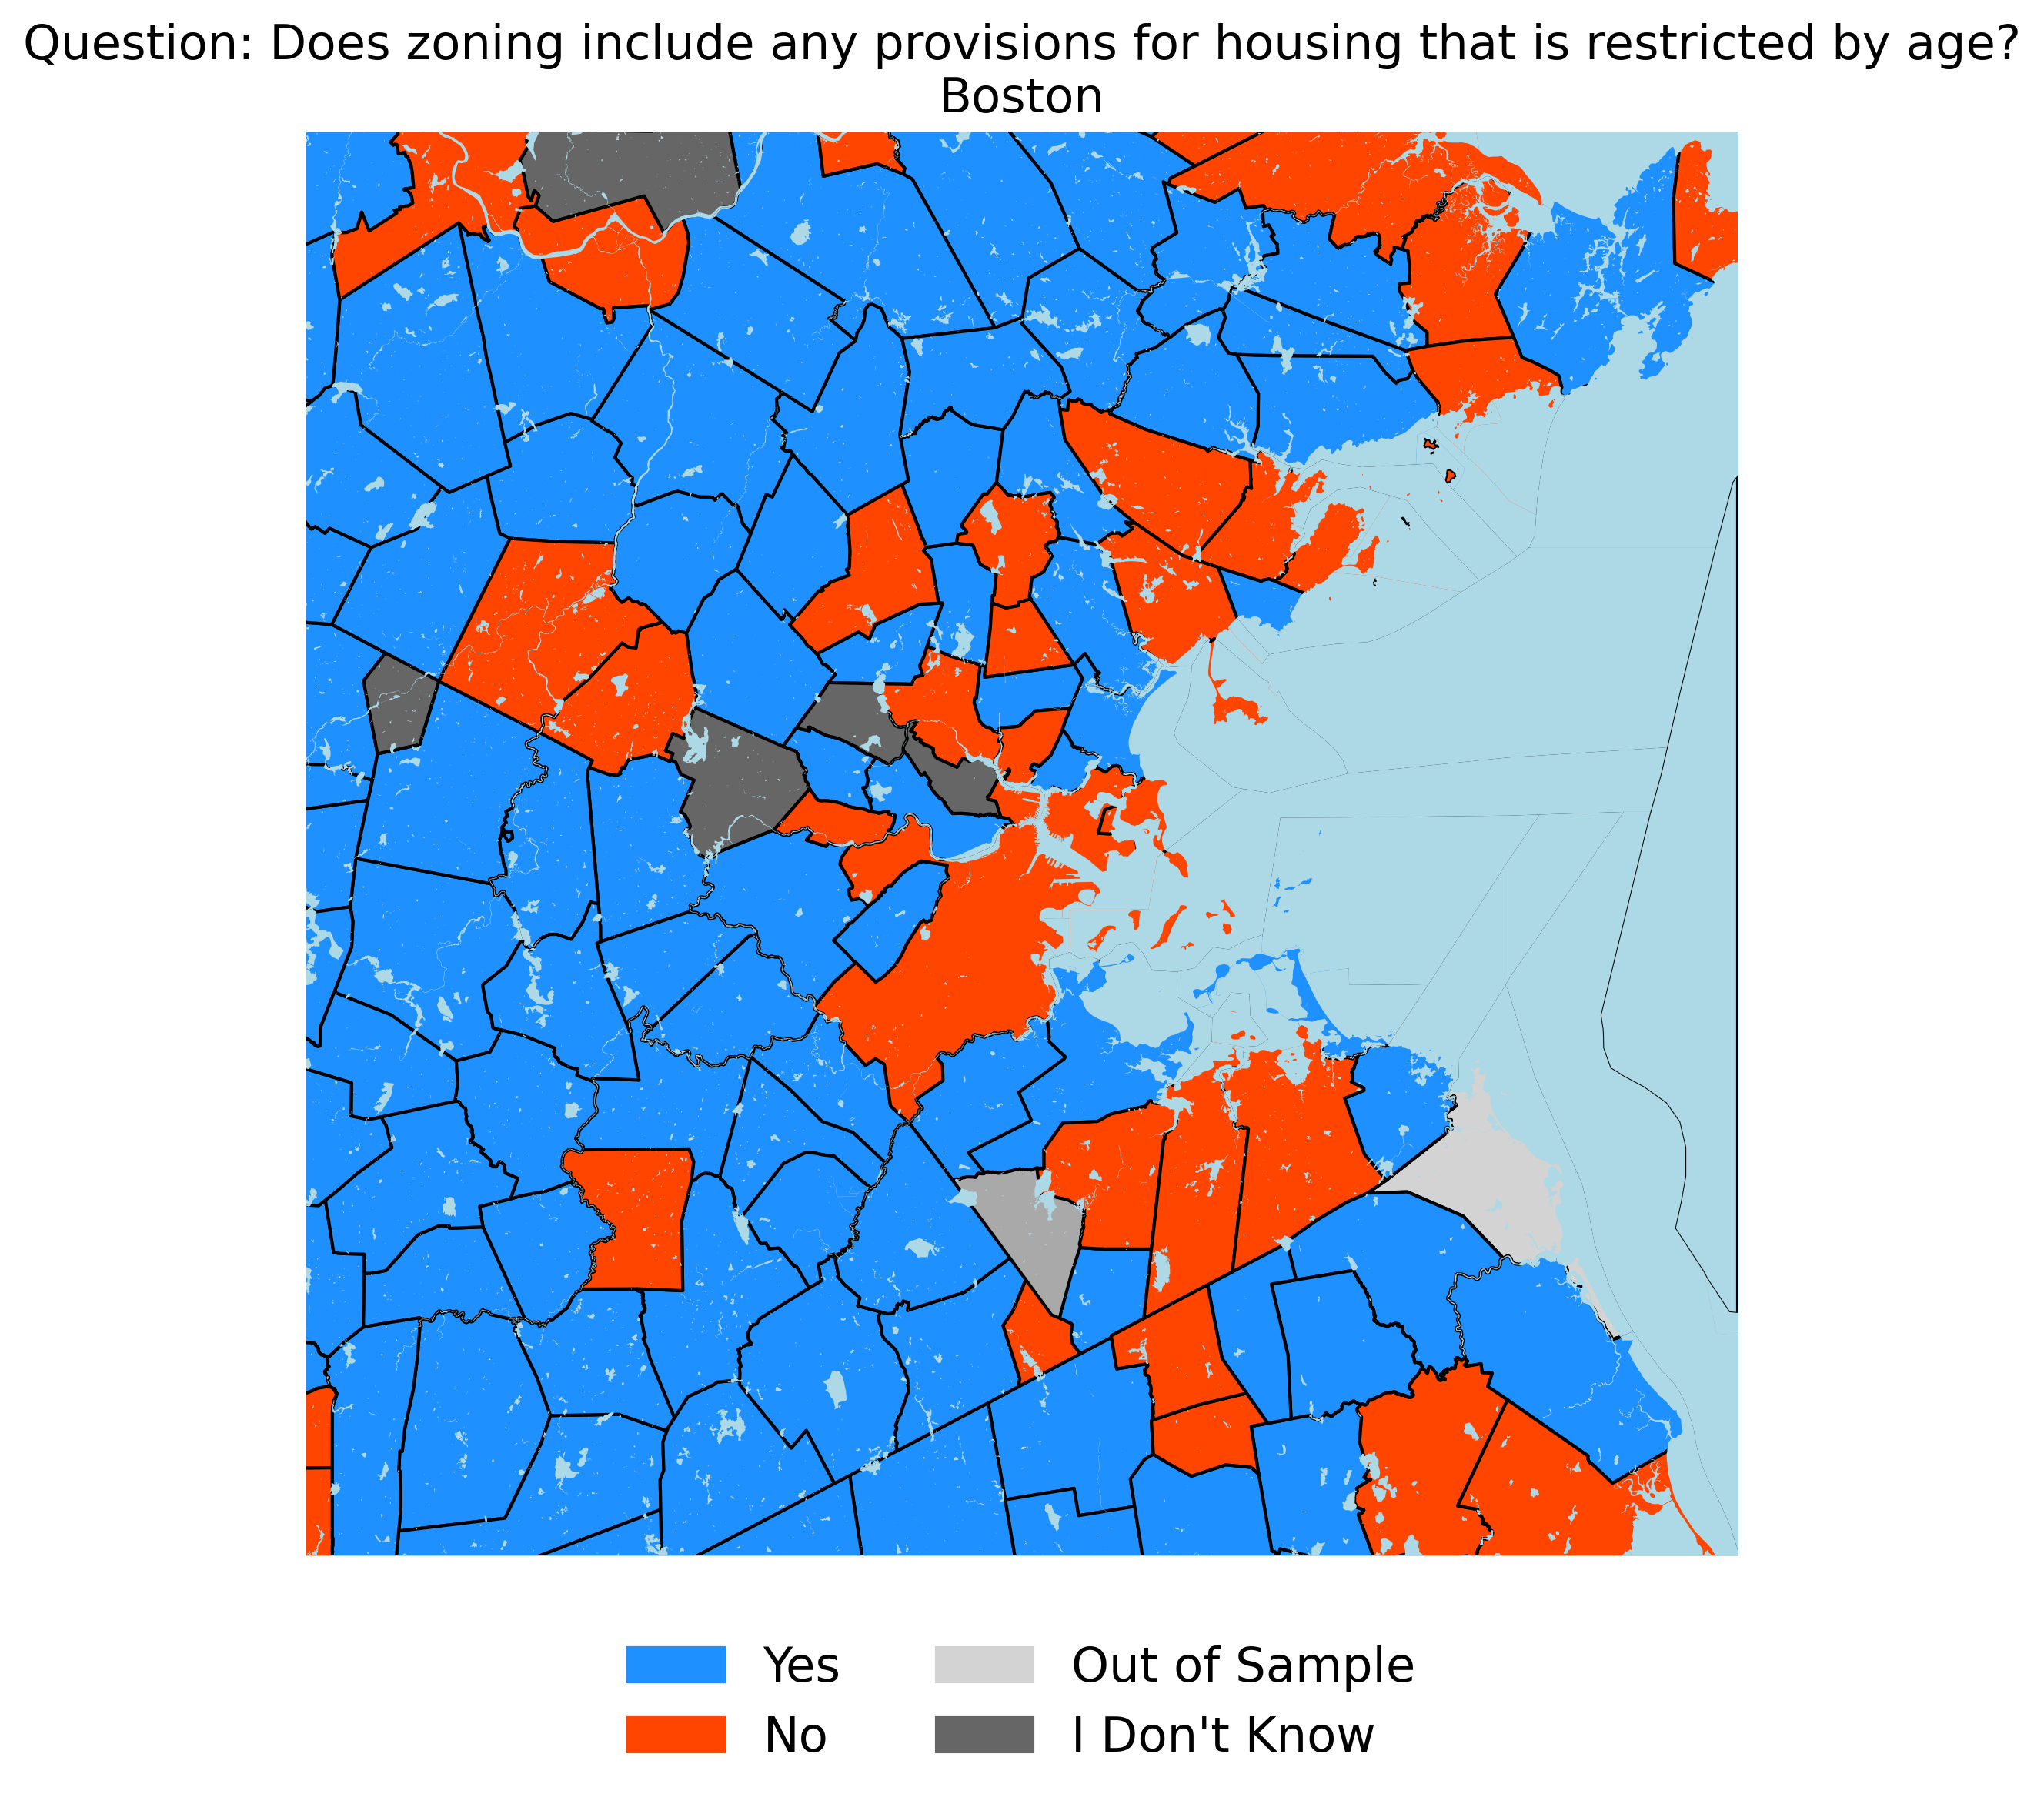 Question: Does zoning include any provisions for housing that is restricted by age?
Boston
Yes
No
Out of Sample
I Don't Know